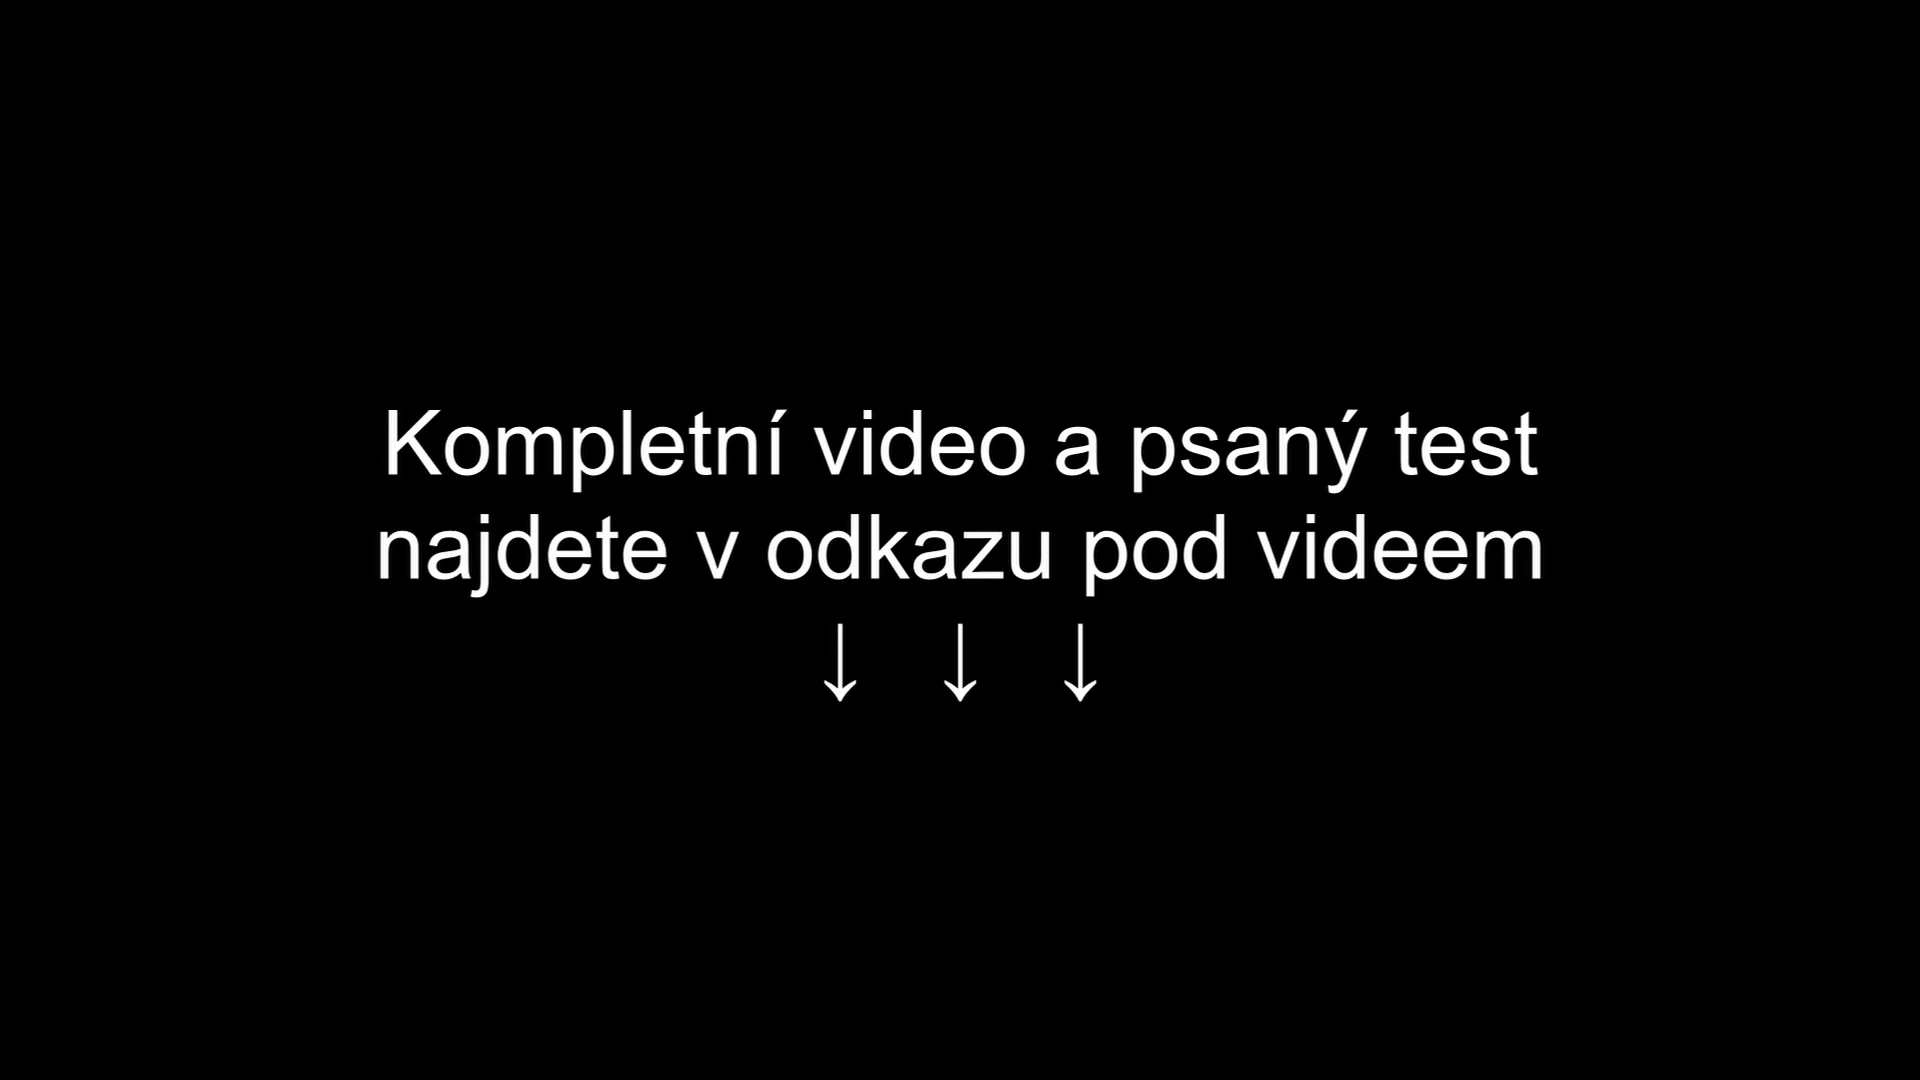 Kompletní video a psaný test
najdete v odkazu pod videem
↓ ↓ ↓